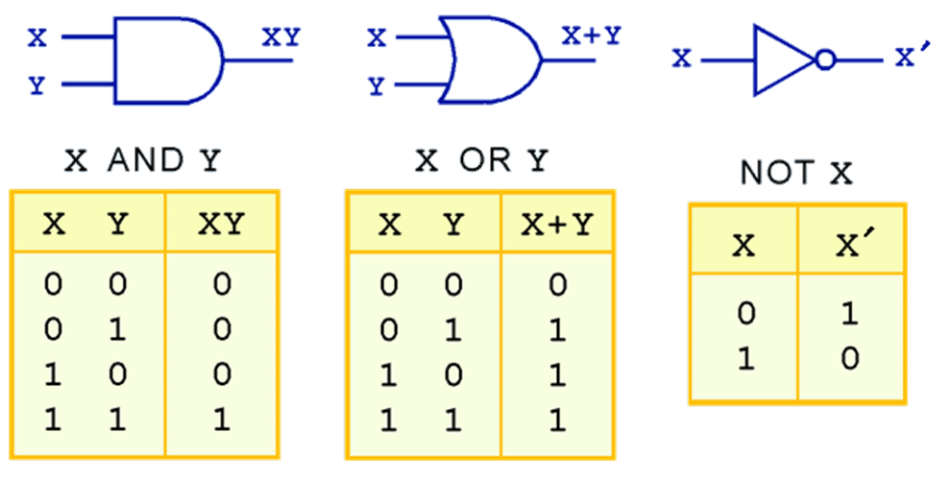 X
Y
XY
X AND Y
X Y XY
0 0 0
0 1 0
1 0 0
1 1 1
X
Y
X+Y
X OR Y
X Y X+Y
0 0 0
0 1 1
1 0 1
1 1 1
X
X′
NOT X
X X′
0 1
1 0